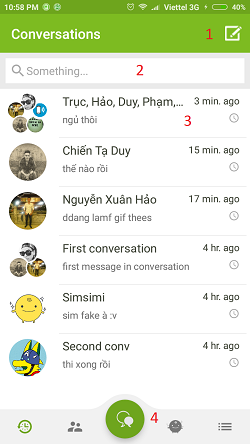 10:58 PM ... Viettel 3G 40%
Conversations 1
Something... 2
Trục, Hảo, Duy, Phạm,... 3 min. ago
ngủ thôi 3
Chiến Tạ Duy 15 min. ago
thế nào rồi
Nguyễn Xuân Hảo 17 min. ago
ddang lamf gif thees
First conversation 4 hr. ago
first message in conversation
Simsimi 4 hr. ago
sim fake à :v
Second conv 4 hr. ago
thi xong rồi
4